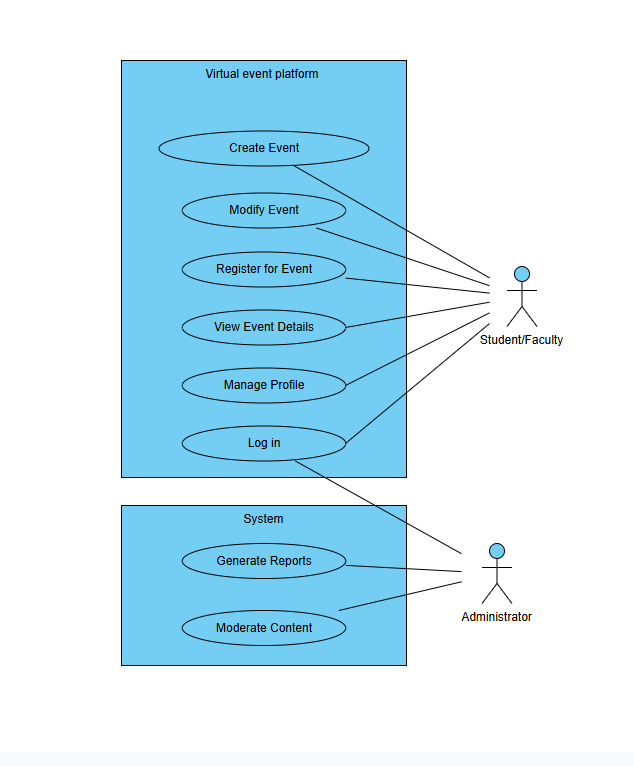 Virtual event platform
Create Event
Modify Event
Register for Event
View Event Details
Manage Profile
Log in
Student/Faculty
System
Generate Reports
Moderate Content
Administrator